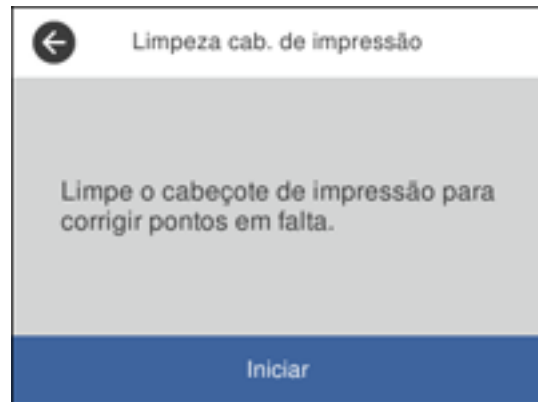 Limpeza cab. de impressão
Limpe o cabeçote de impressão para
corrigir pontos em falta.
Iniciar